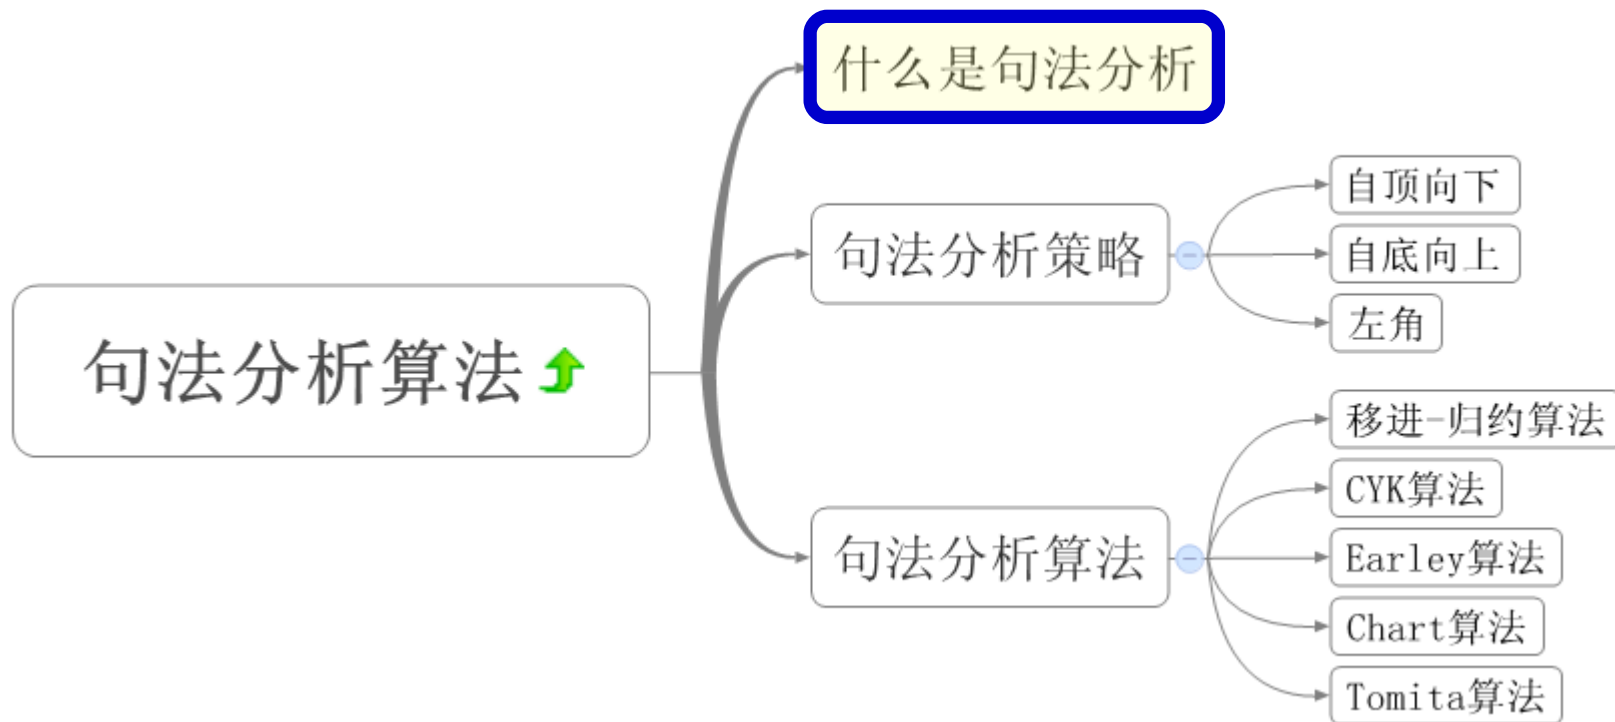 什么是句法分析
自顶向下
句法分析策略
自底向上
左角
句法分析算法
移进-归约算法
CYK算法
句法分析算法
Earley算法
Chart算法
Tomita算法